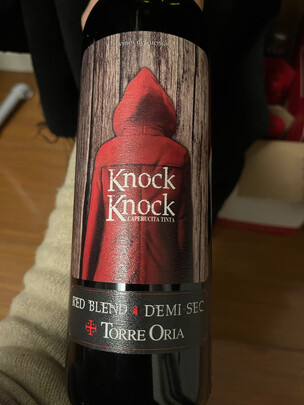 Knock
Knock
CAPERUCITA TINTA
RED BLEND DEMI-SEC
TORRE ORIA